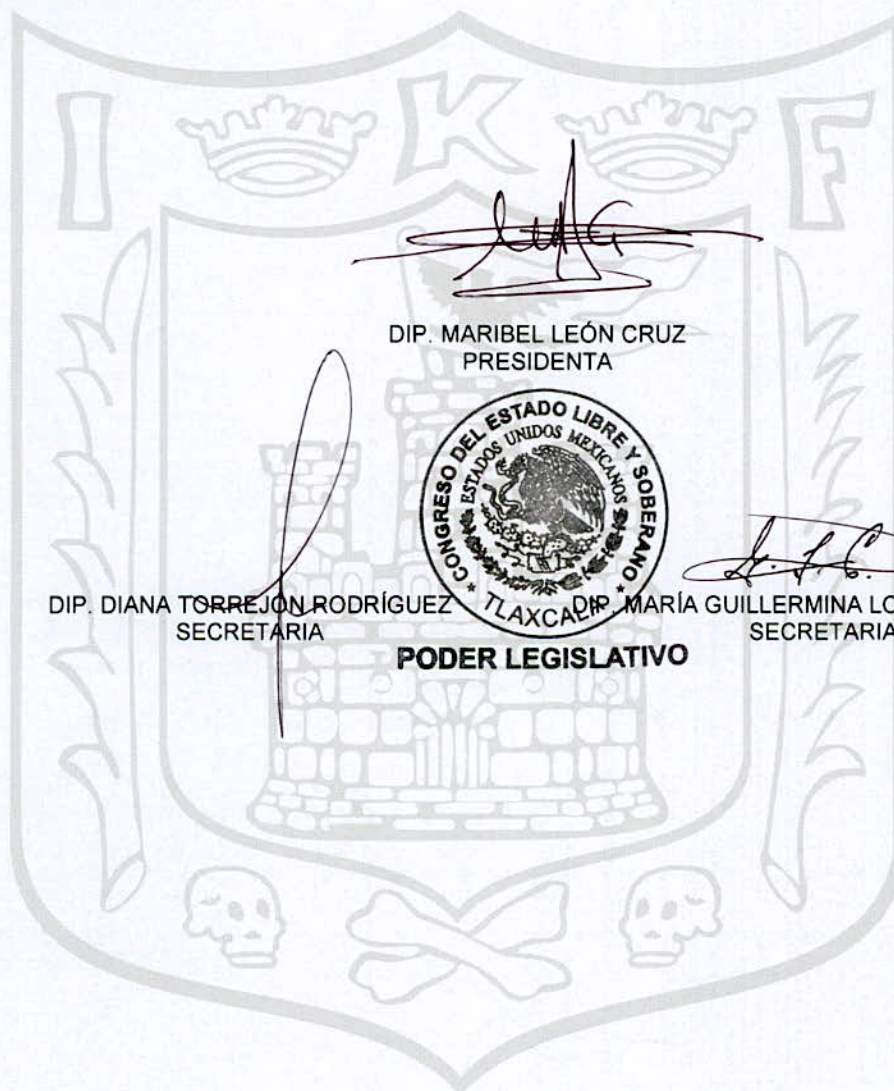 I K F
DIP. MARIBEL LEÓN CRUZ
PRESIDENTA
CONGRESO DEL ESTADO LIBRE Y SOBERANO
ESTADOS UNIDOS MEXICANOS
TLAXCALA
DIP. DIANA TORREJÓN RODRÍGUEZ
SECRETARIA
DIP. MARÍA GUILLERMINA
SECRETARIA
PODER LEGISLATIVO